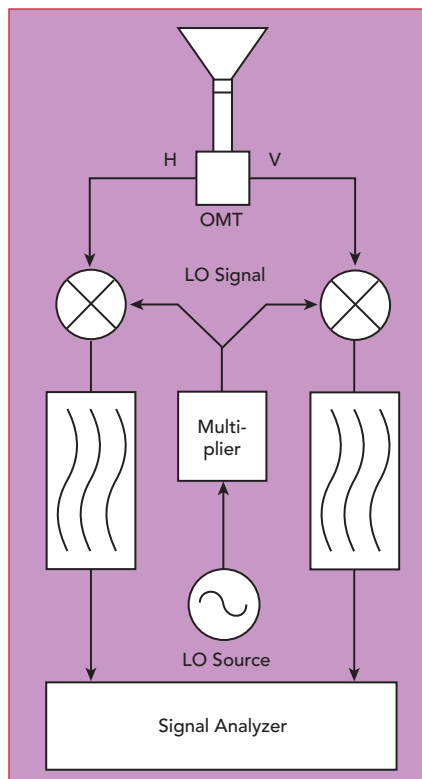 H
V
OMT
LO Signal
Multi-
plier
LO Source
Signal Analyzer